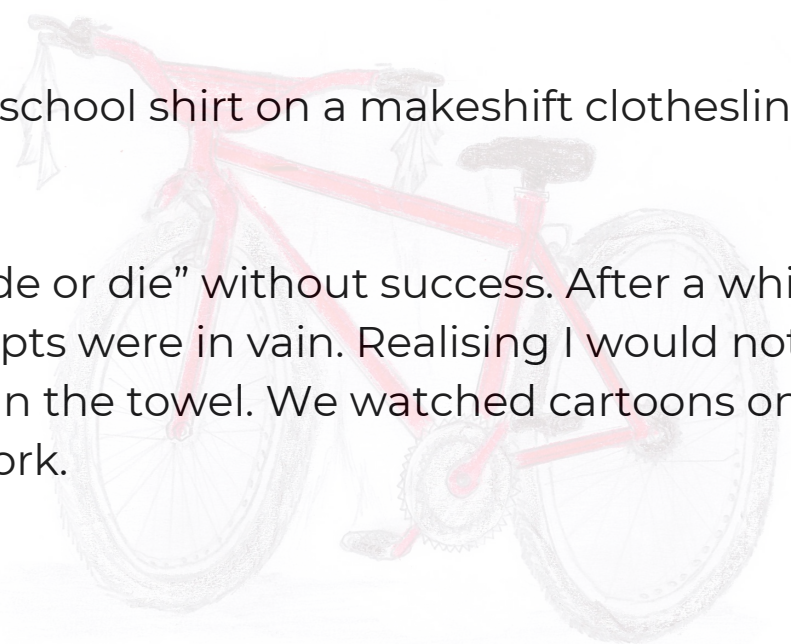 school shirt on a makeshift clotheslin
de or die” without success. After a whi
pts were in vain. Realising I would not
n the towel. We watched cartoons on
ork.